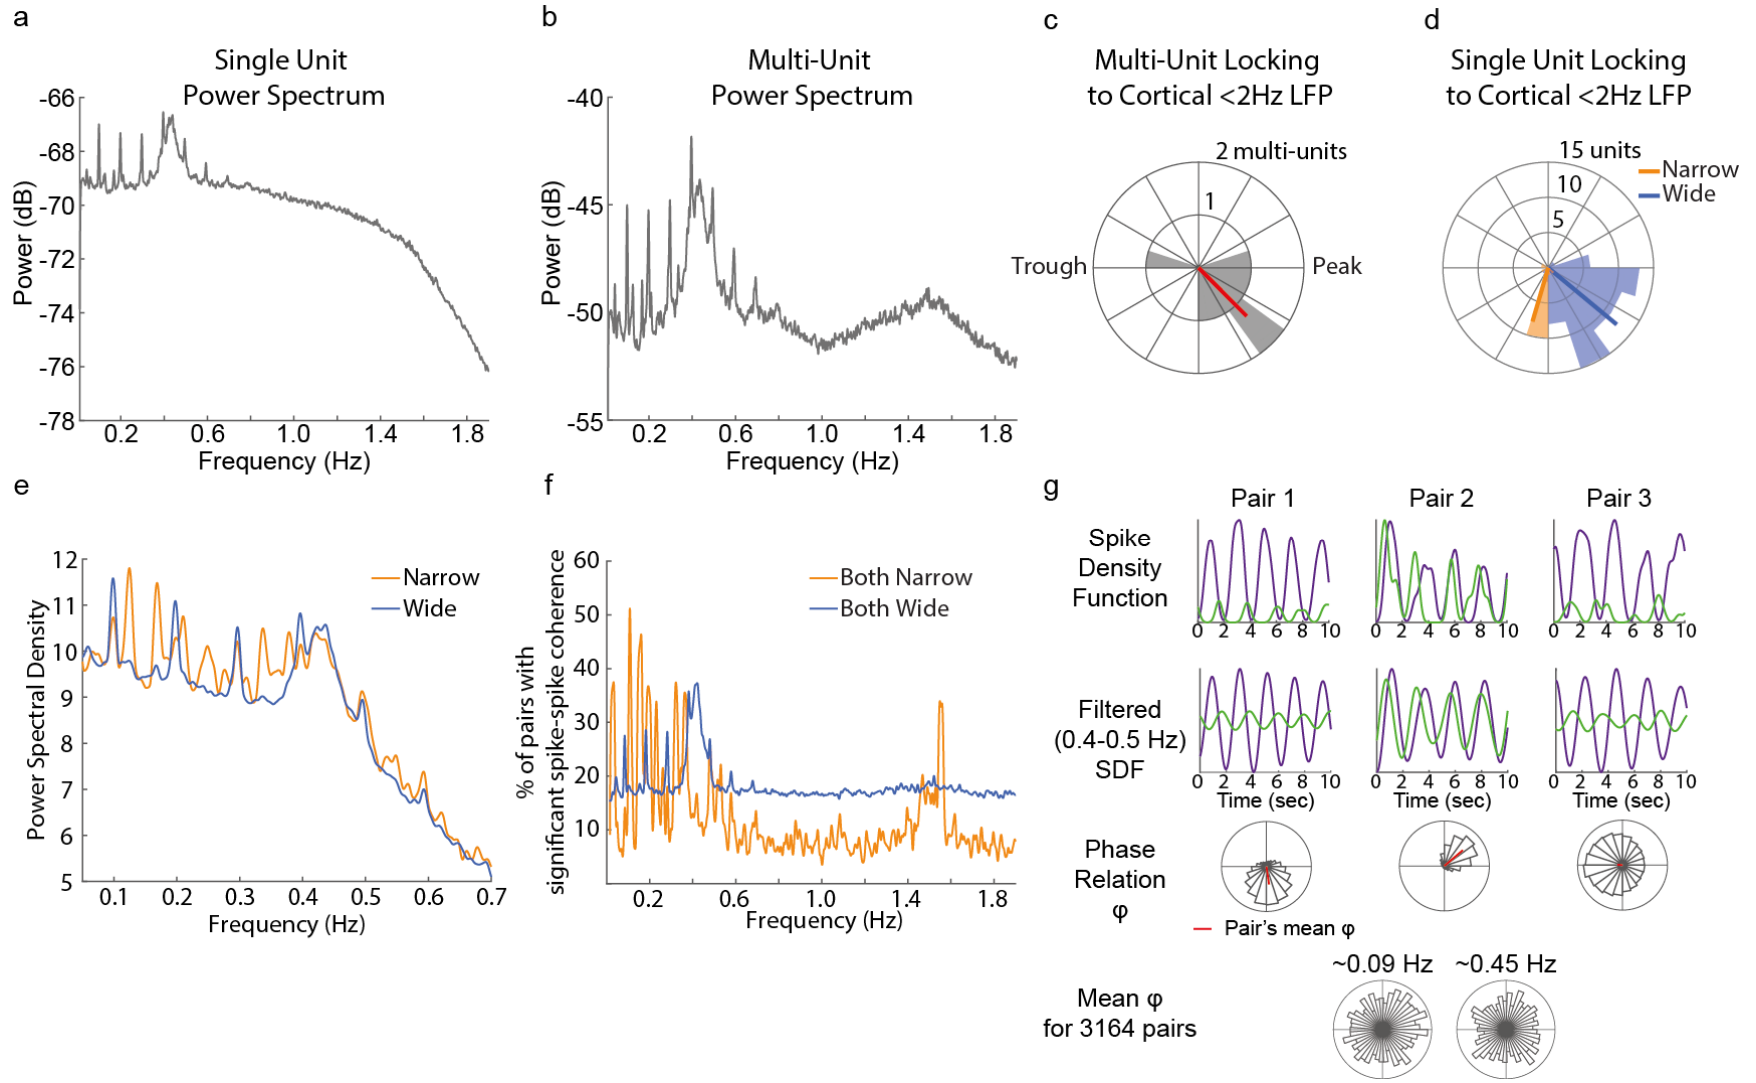 a
Single Unit
Power Spectrum
-66
-68
-70
-72
-74
-76
-78
Power (dB)
0.2
0.6
1.0
1.4
1.8
Frequency (Hz)
b
Multi-Unit
Power Spectrum
-40
-45
-50
-55
Power (dB)
0.2
0.6
1.0
1.4
1.8
Frequency (Hz)
c
Multi-Unit Locking
to Cortical <2Hz LFP
2 multi-units
1
Trough
Peak
d
Single Unit Locking
to Cortical <2Hz LFP
15 units
10
5
Narrow
Wide
e
12
11
10
9
8
7
6
5
Power Spectral Density
Narrow
Wide
0.1
0.2
0.3
0.4
0.5
0.6
0.7
Frequency (Hz)
f
60
50
40
30
20
10
% of pairs with
significant spike-spike coherence
Both Narrow
Both Wide
0.2
0.6
1.0
1.4
1.8
Frequency (Hz)
g
Pair 1
Pair 2
Pair 3
Spike
Density
Function
0 2 4 6 8 10
0 2 4 6 8 10
0 2 4 6 8 10
Filtered
(0.4-0.5 Hz)
SDF
0 2 4 6 8 10
0 2 4 6 8 10
0 2 4 6 8 10
Time (sec)
Time (sec)
Time (sec)
Phase
Relation
φ
Pair's mean φ
~0.09 Hz
~0.45 Hz
Mean φ
for 3164 pairs